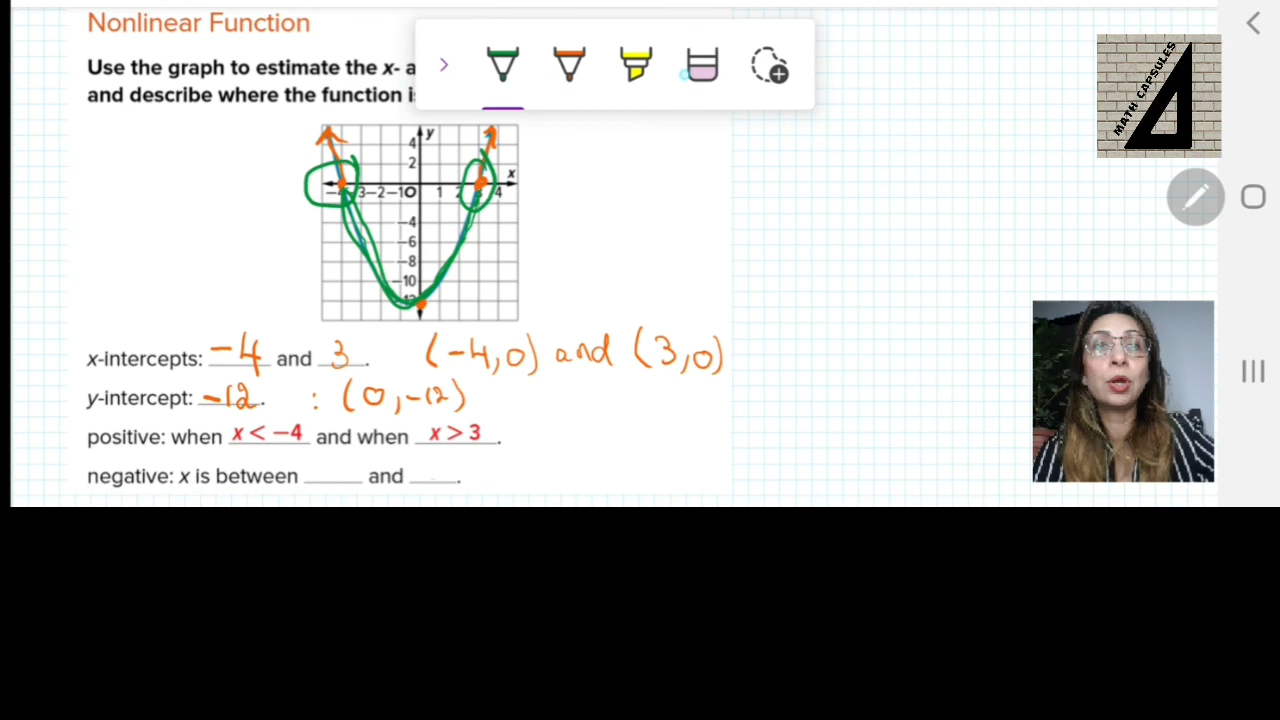 Nonlinear Function
Use the graph to estimate the x- a
and describe where the function i
MATH CAPSULES
y
4
2
x
-3 -2 -1 O 1 2 4
-4
-6
-8
-10
x-intercepts: -4 and 3. (-4,0) and (3,0)
y-intercept: -12. : (0,-12)
positive: when x < -4 and when x > 3.
negative: x is between ______ and _____.